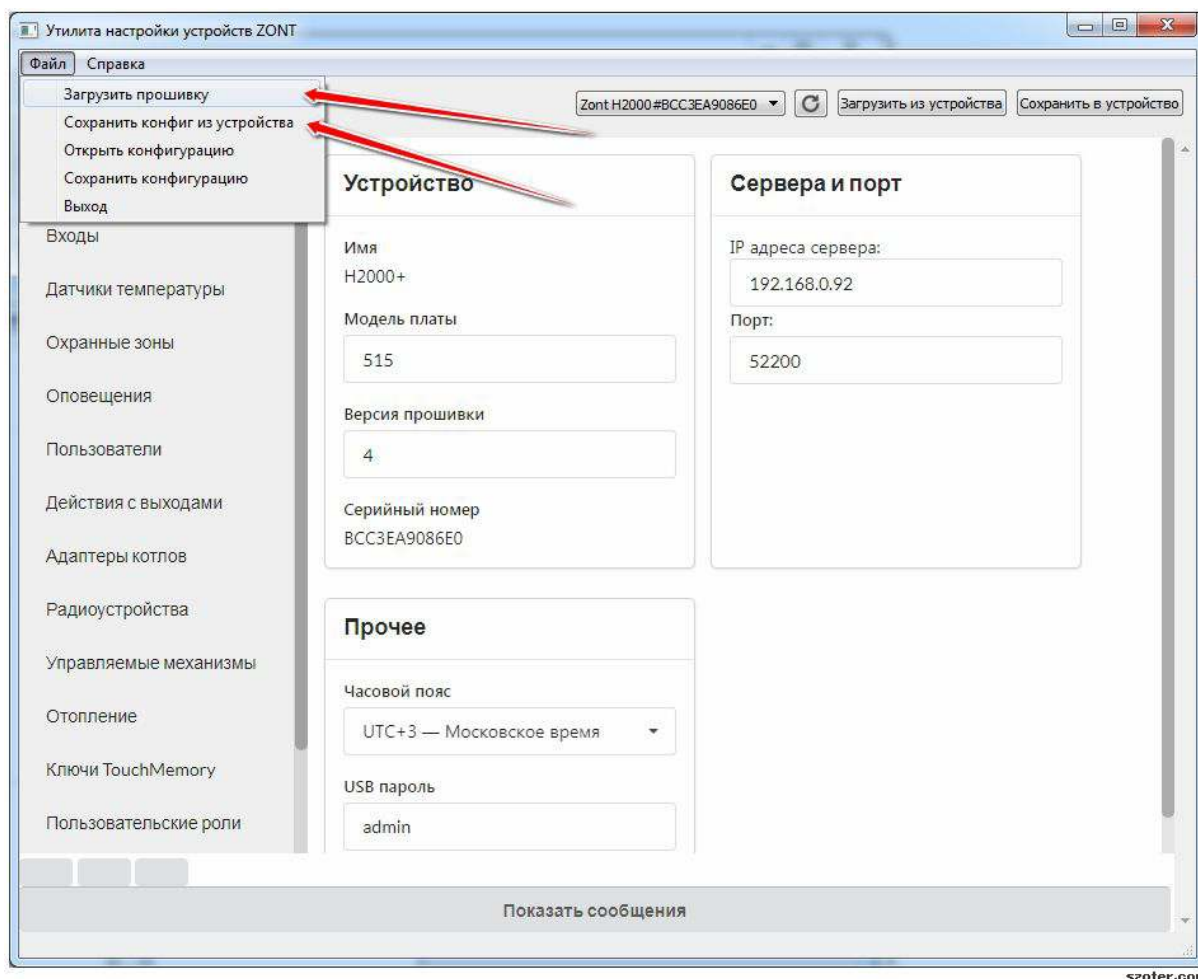 Утилита настройки устройств ZONT
Файл Справка
Загрузить прошивку
Сохранить конфиг из устройства
Открыть конфигурацию
Сохранить конфигурацию
Выход
Zont H2000 #BCC3EA9086E0 Загрузить из устройства Сохранить в устройство
Входы
Датчики температуры
Охранные зоны
Оповещения
Пользователи
Действия с выходами
Адаптеры котлов
Радиоустройства
Управляемые механизмы
Отопление
Ключи TouchMemory
Пользовательские роли
Устройство
Имя
H2000+
Модель платы
515
Версия прошивки
4
Серийный номер
BCC3EA9086E0
Сервера и порт
IP адреса сервера:
192.168.0.92
Порт:
52200
Прочее
Часовой пояс
UTC+3 — Московское время
USB пароль
admin
Показать сообщения